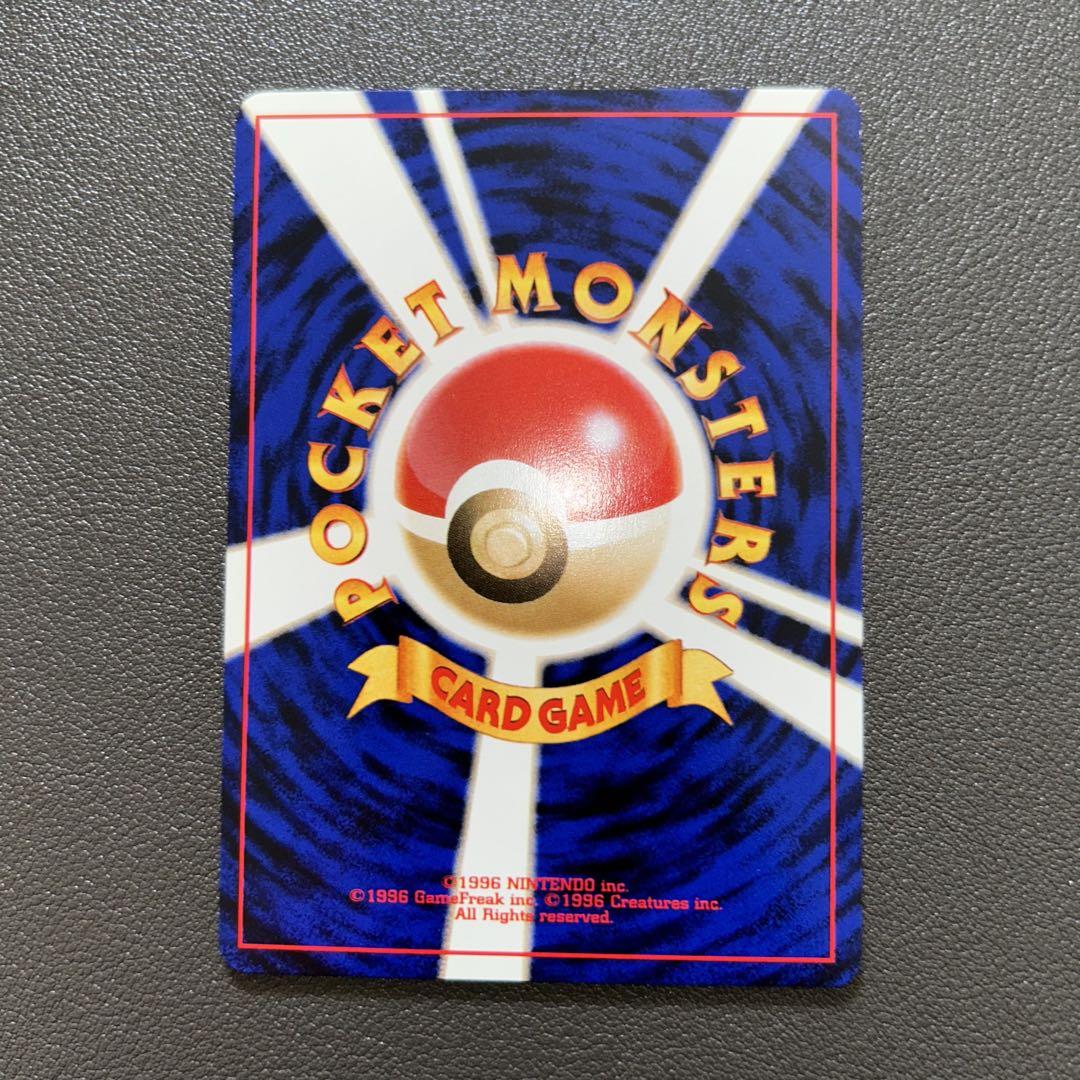 POCKET MONSTERS
CARD GAME
©1996 NINTENDO inc.
©1996 GameFreak inc. ©1996 Creatures inc.
All Rights reserved.